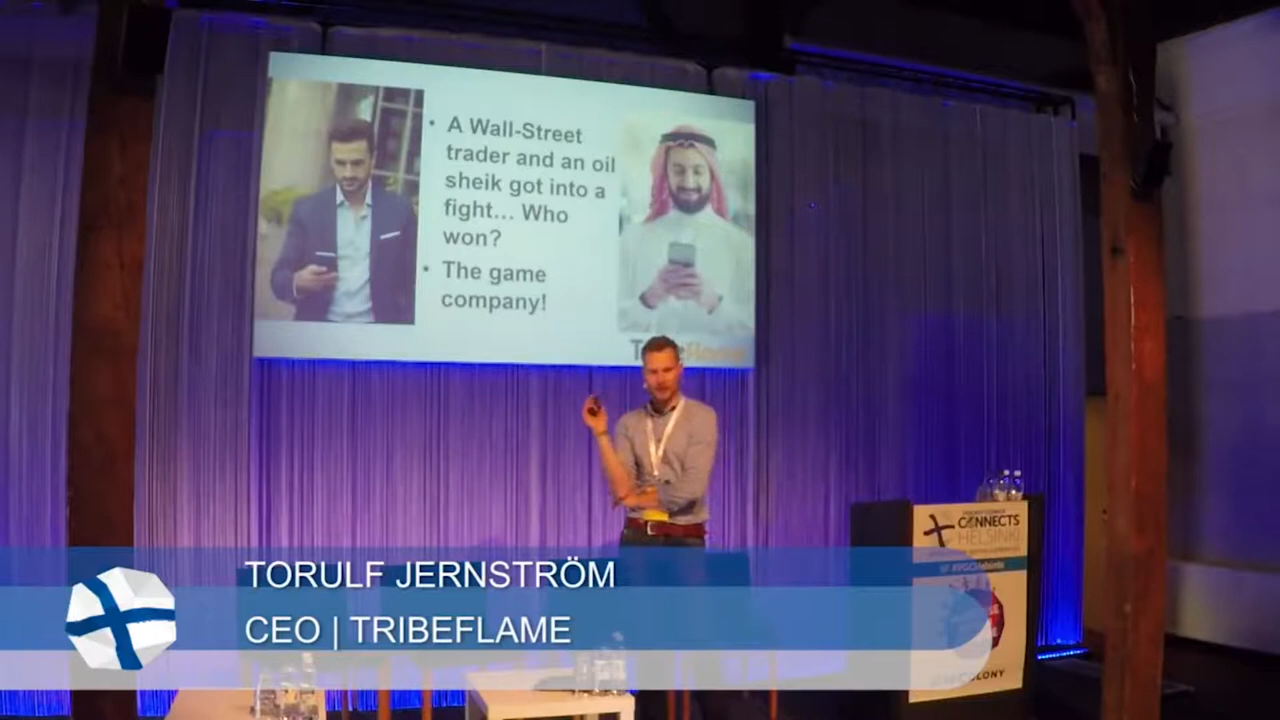 • A Wall-Street
trader and an oil
sheik got into a
fight... Who
won?
• The game
company!
CONNECTS
HELSINKI
TORULF JERNSTRÖM
CEO | TRIBEFLAME